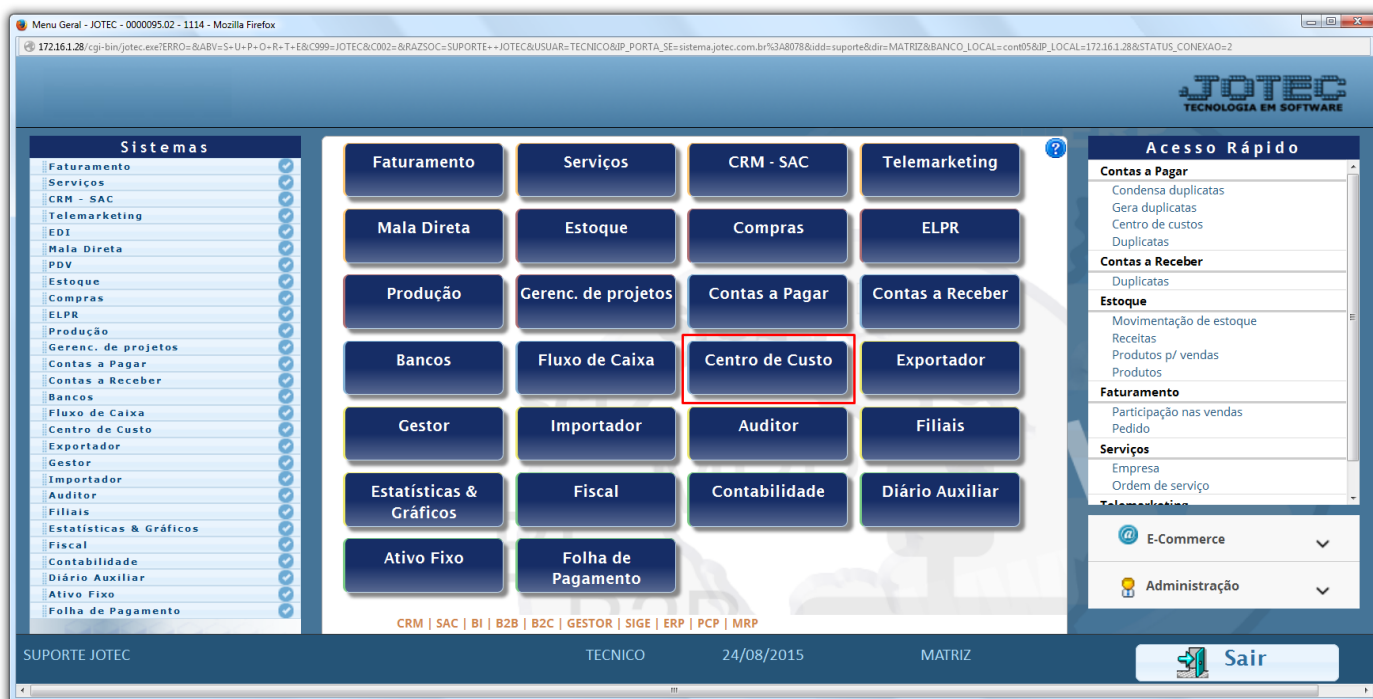 Menu Geral - JOTEC - 0000095.02 - 1114 - Mozilla Firefox
172.16.1.28/cgi-bin/jotec.exe?ERRO=&ABV=S+U+P+O+R+T+E&C999=JOTEC&C002=&RAZSOC=SUPORTE++JOTEC&USUAR=TECNICO&IP_PORTA_SE=sistema.jotec.com.br%3A8078&idd=suporte&dir=MATRIZ&BANCO_LOCAL=cont05&IP_LOCAL=172.16.1.28&STATUS_CONEXAO=2
JOTEC
TECNOLOGIA EM SOFTWARE
Sistemas
Faturamento
Serviços
CRM - SAC
Telemarketing
EDI
Mala Direta
PDV
Estoque
Compras
ELPR
Produção
Gerenc. de projetos
Contas a Pagar
Contas a Receber
Bancos
Fluxo de Caixa
Centro de Custo
Exportador
Gestor
Importador
Auditor
Filiais
Estatísticas & Gráficos
Fiscal
Contabilidade
Diário Auxiliar
Ativo Fixo
Folha de Pagamento
Faturamento
Serviços
CRM - SAC
Telemarketing
Mala Direta
Estoque
Compras
ELPR
Produção
Gerenc. de projetos
Contas a Pagar
Contas a Receber
Bancos
Fluxo de Caixa
Centro de Custo
Exportador
Gestor
Importador
Auditor
Filiais
Estatísticas &
Gráficos
Fiscal
Contabilidade
Diário Auxiliar
Ativo Fixo
Folha de
Pagamento
CRM | SAC | BI | B2B | B2C | GESTOR | SIGE | ERP | PCP | MRP
Acesso Rápido
Contas a Pagar
Condensa duplicatas
Gera duplicatas
Centro de custos
Duplicatas
Contas a Receber
Duplicatas
Estoque
Movimentação de estoque
Receitas
Produtos p/ vendas
Produtos
Faturamento
Participação nas vendas
Pedido
Serviços
Empresa
Ordem de serviço
Telemarketing
E-Commerce
Administração
SUPORTE JOTEC
TECNICO
24/08/2015
MATRIZ
Sair